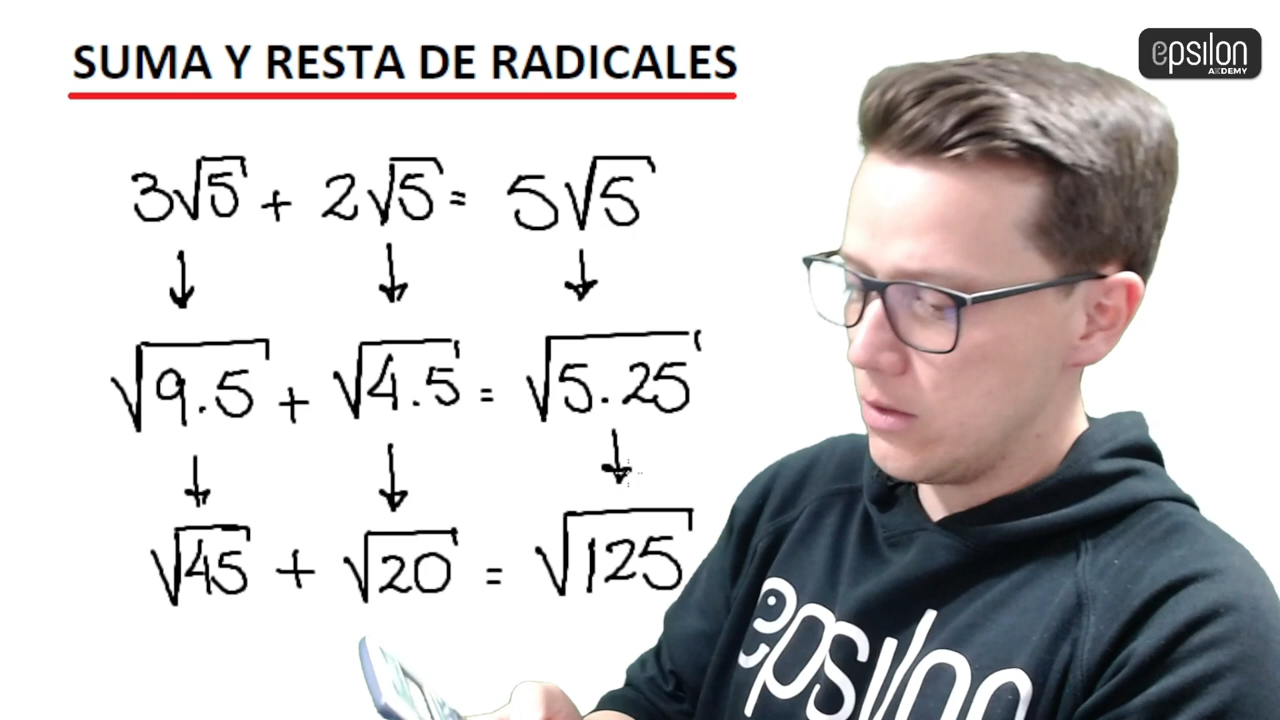 SUMA Y RESTA DE RADICALES
epsilon
AXDEMY
3√5 + 2√5 = 5√5
√9.5 + √4.5 = √5.25
√45 + √20 = √125
epsilon